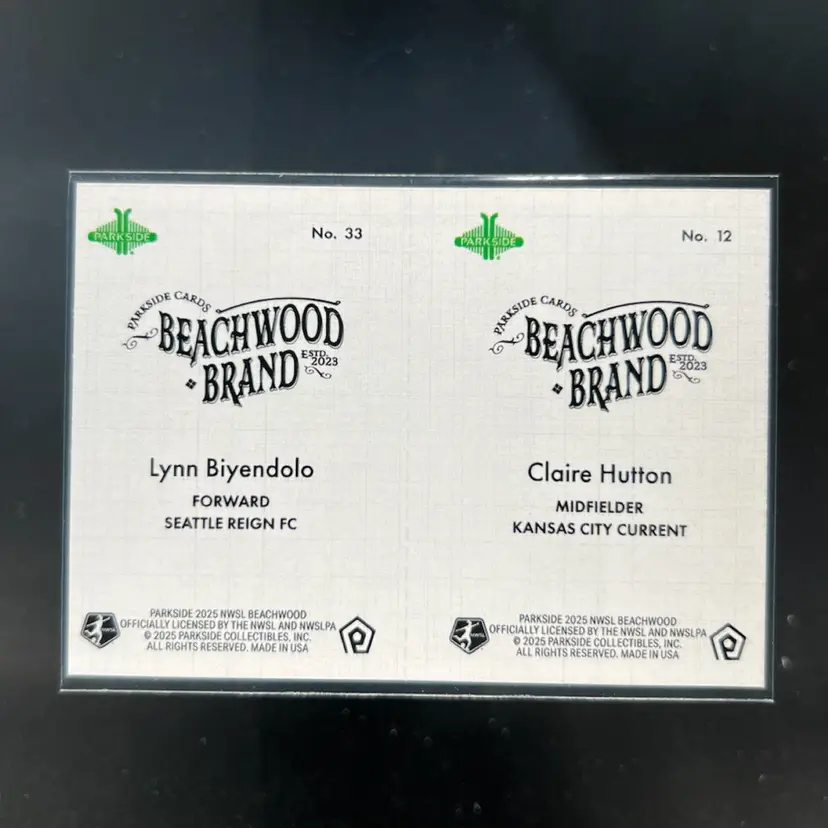 PARKSIDE
No. 33
PARKSIDE CARDS
BEACHWOOD
ESTD.
2023
BRAND
Lynn Biyendolo
FORWARD
SEATTLE REIGN FC
PARKSIDE 2025 NWSL BEACHWOOD
OFFICIALLY LICENSED BY THE NWSL AND NWSLPA
© 2025 PARKSIDE COLLECTIBLES, INC.
ALL RIGHTS RESERVED. MADE IN USA
PARKSIDE
No. 12
PARKSIDE CARDS
BEACHWOOD
ESTD.
2023
BRAND
Claire Hutton
MIDFIELDER
KANSAS CITY CURRENT
PARKSIDE 2025 NWSL BEACHWOOD
OFFICIALLY LICENSED BY THE NWSL AND NWSLPA
© 2025 PARKSIDE COLLECTIBLES, INC.
ALL RIGHTS RESERVED. MADE IN USA